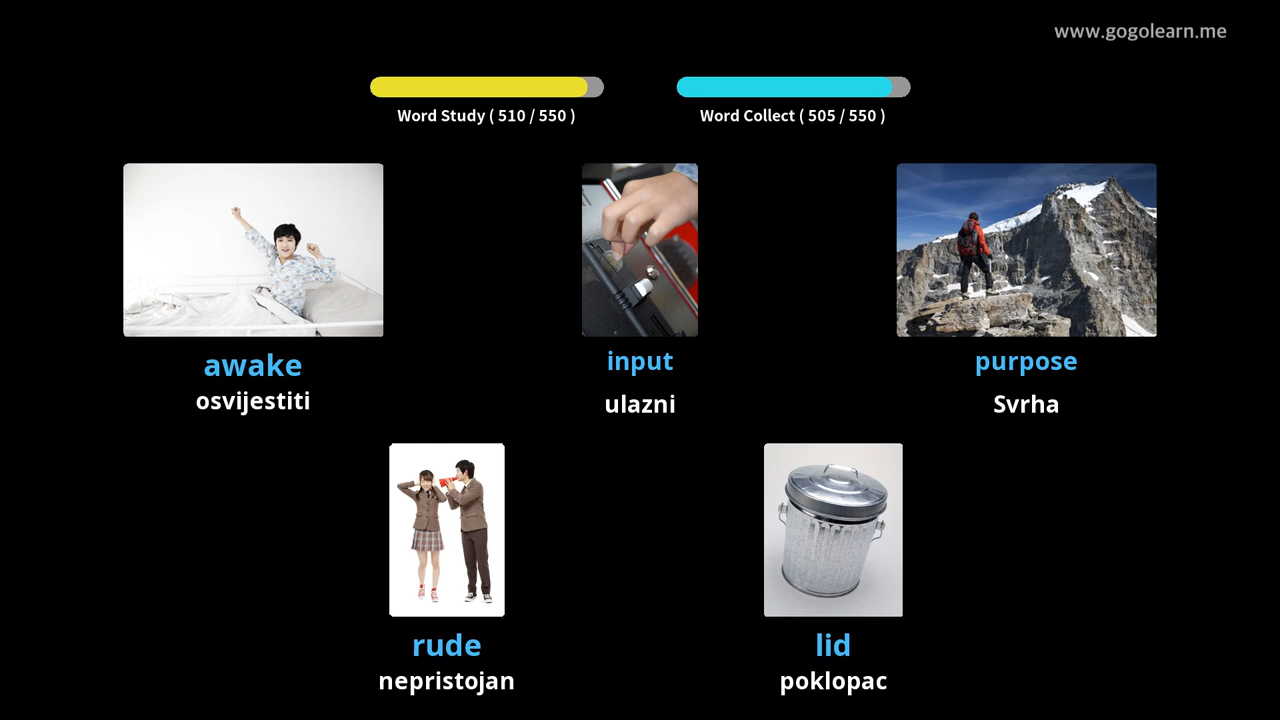 www.gogolearn.me
Word Study ( 510 / 550 )
Word Collect ( 505 / 550 )
awake
osvijestiti
input
ulazni
purpose
Svrha
rude
nepristojan
lid
poklopac